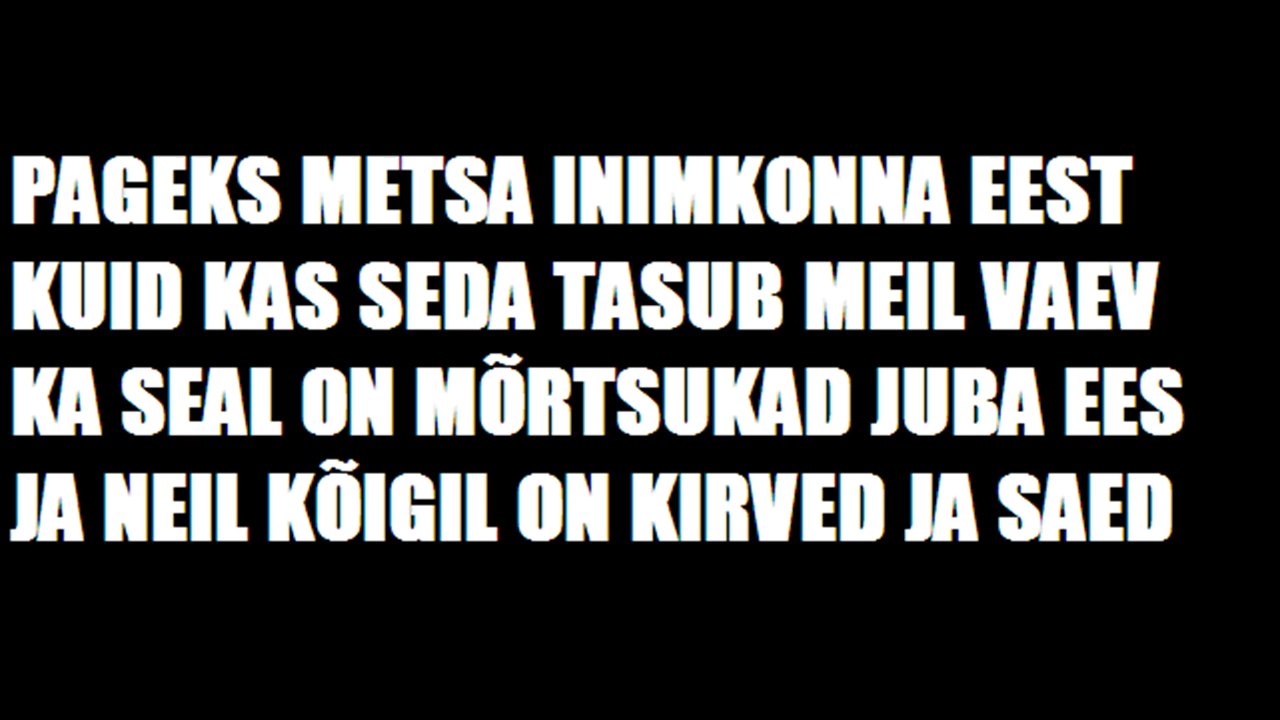 PAGEKS METSA INIMKONNA EEST
KUID KAS SEDA TASUB MEIL VAEV
KA SEAL ON MÕRTSUKAD JUBA EES
JA NEIL KÕIGIL ON KIRVED JA SAED